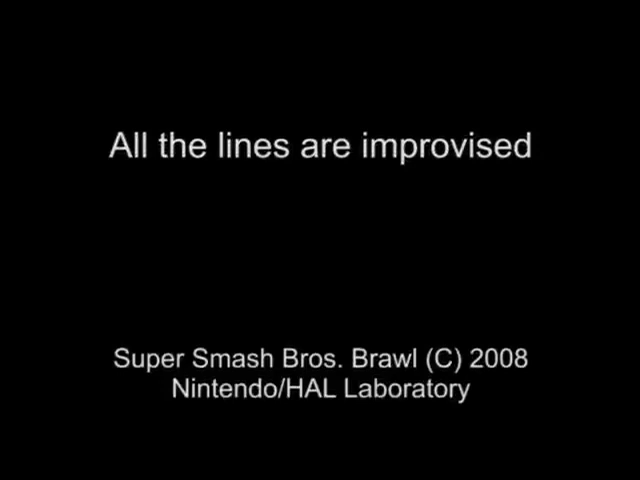 All the lines are improvised
Super Smash Bros. Brawl (C) 2008
Nintendo/HAL Laboratory